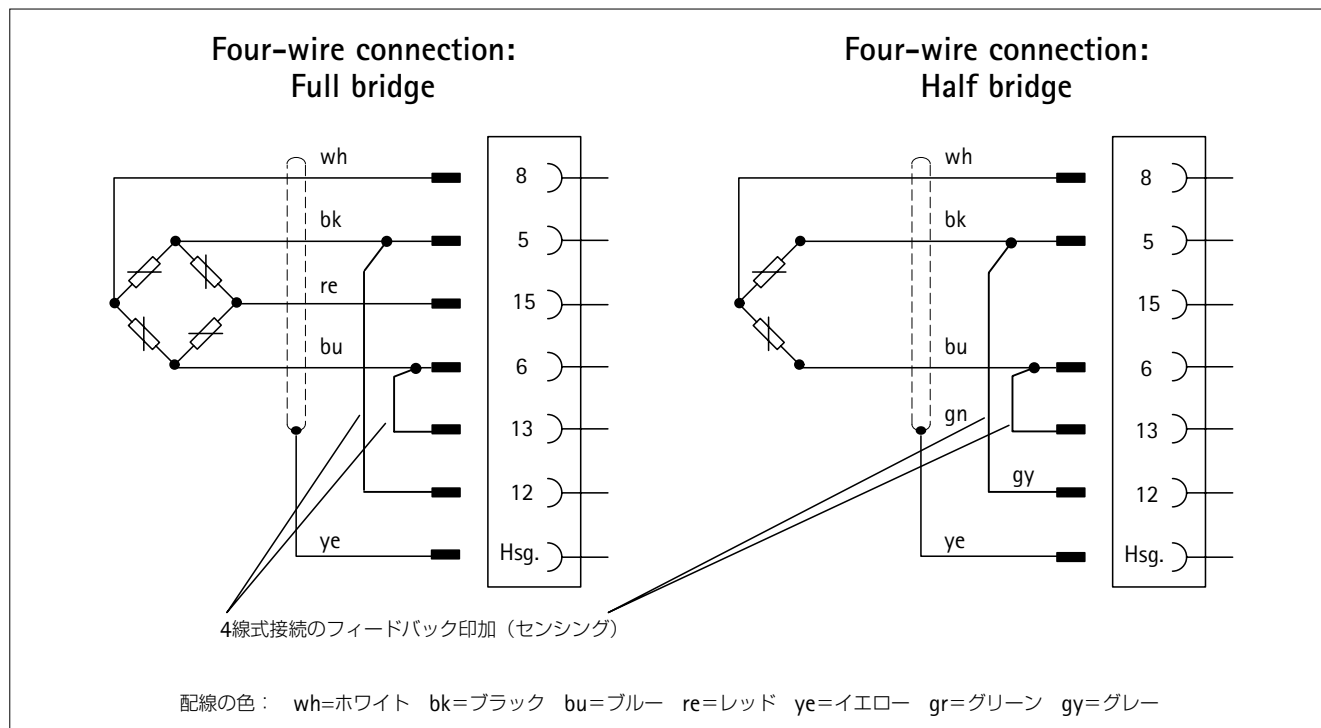 Four-wire connection:
Full bridge
wh
bk
re
bu
ye
8
5
15
6
13
12
Hsg.
Four-wire connection:
Half bridge
wh
bk
bu
gn
gy
ye
8
5
15
6
13
12
Hsg.
4線式接続のフィードバック印加（センシング）
配線の色： wh=ホワイト bk=ブラック bu=ブルー re=レッド ye=イエロー gr=グリーン gy=グレー